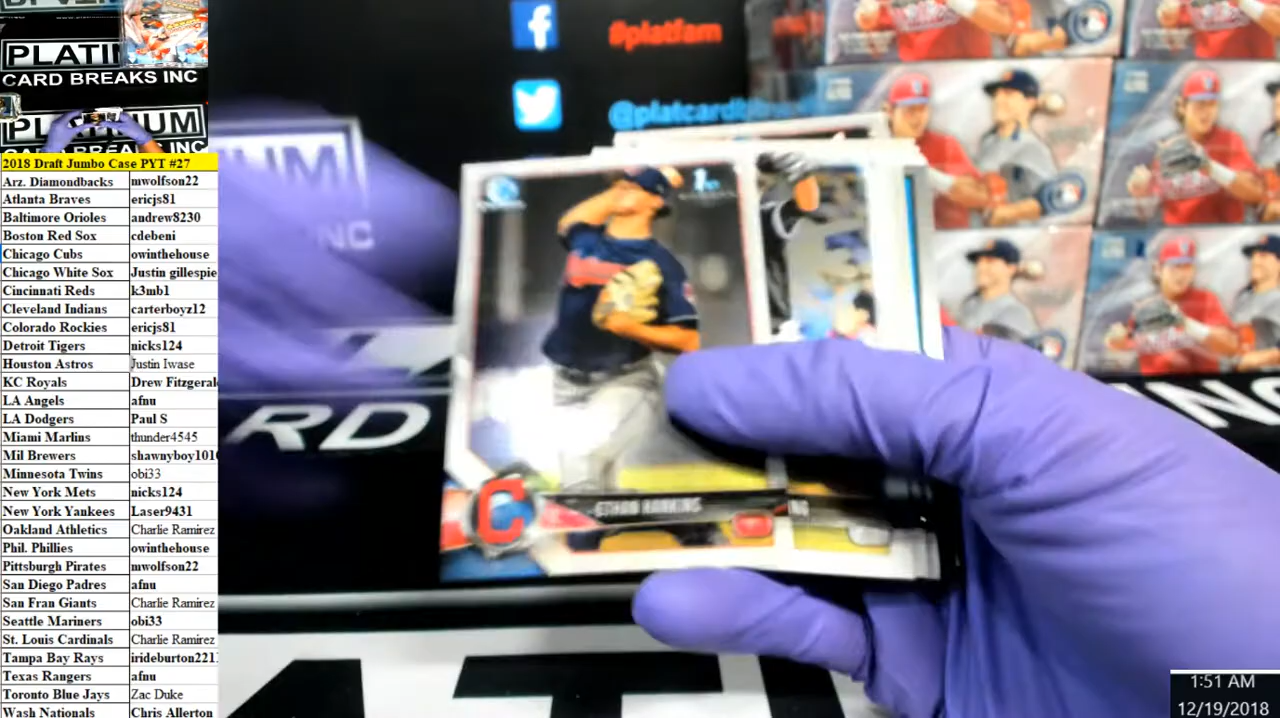 PLATI
CARD BREAKS INC
PLATINUM
2018 Draft Jumbo Case PYT #27
Arz. Diamondbacks mwolfson22
Atlanta Braves ericjs81
Baltimore Orioles andrew8230
Boston Red Sox cdebeni
Chicago Cubs owinthehouse
Chicago White Sox Justin gillespie
Cincinnati Reds k3mb1
Cleveland Indians carterboyz12
Colorado Rockies ericjs81
Detroit Tigers nicks124
Houston Astros Justin Iwase
KC Royals Drew Fitzgeral
LA Angels afnu
LA Dodgers Paul S
Miami Marlins thunder4545
Mil Brewers shawnyboy1010
Minnesota Twins obi33
New York Mets nicks124
New York Yankees Laser9431
Oakland Athletics Charlie Ramirez
Phil. Phillies owinthehouse
Pittsburgh Pirates mwolfson22
San Diego Padres afnu
San Fran Giants Charlie Ramirez
Seattle Mariners obi33
St. Louis Cardinals Charlie Ramirez
Tampa Bay Rays irideburton221
Texas Rangers afnu
Toronto Blue Jays Zac Duke
Wash Nationals Chris Allerton
#platfam
@platcardb
NC
RD
C
ETHAN HANKINS
1:51 AM
12/19/2018